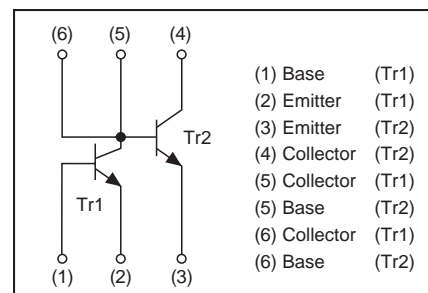 (6) (5) (4)
Tr2
Tr1
(1) (2) (3)
(1) Base (Tr1)
(2) Emitter (Tr1)
(3) Emitter (Tr2)
(4) Collector (Tr2)
(5) Collector (Tr1)
(5) Base (Tr2)
(6) Collector (Tr1)
(6) Base (Tr2)